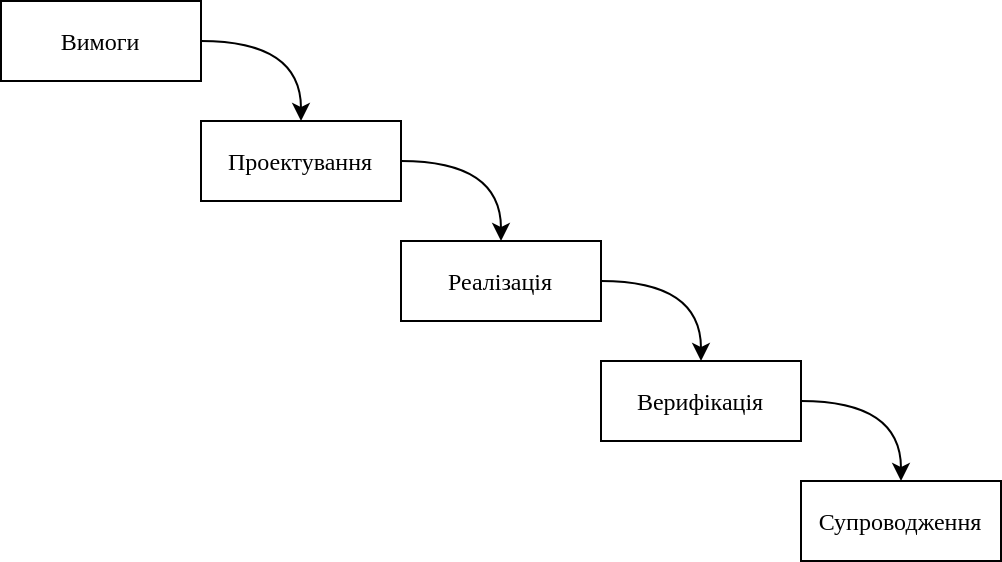 Вимоги
Проектування
Реалізація
Верифікація
Супроводження